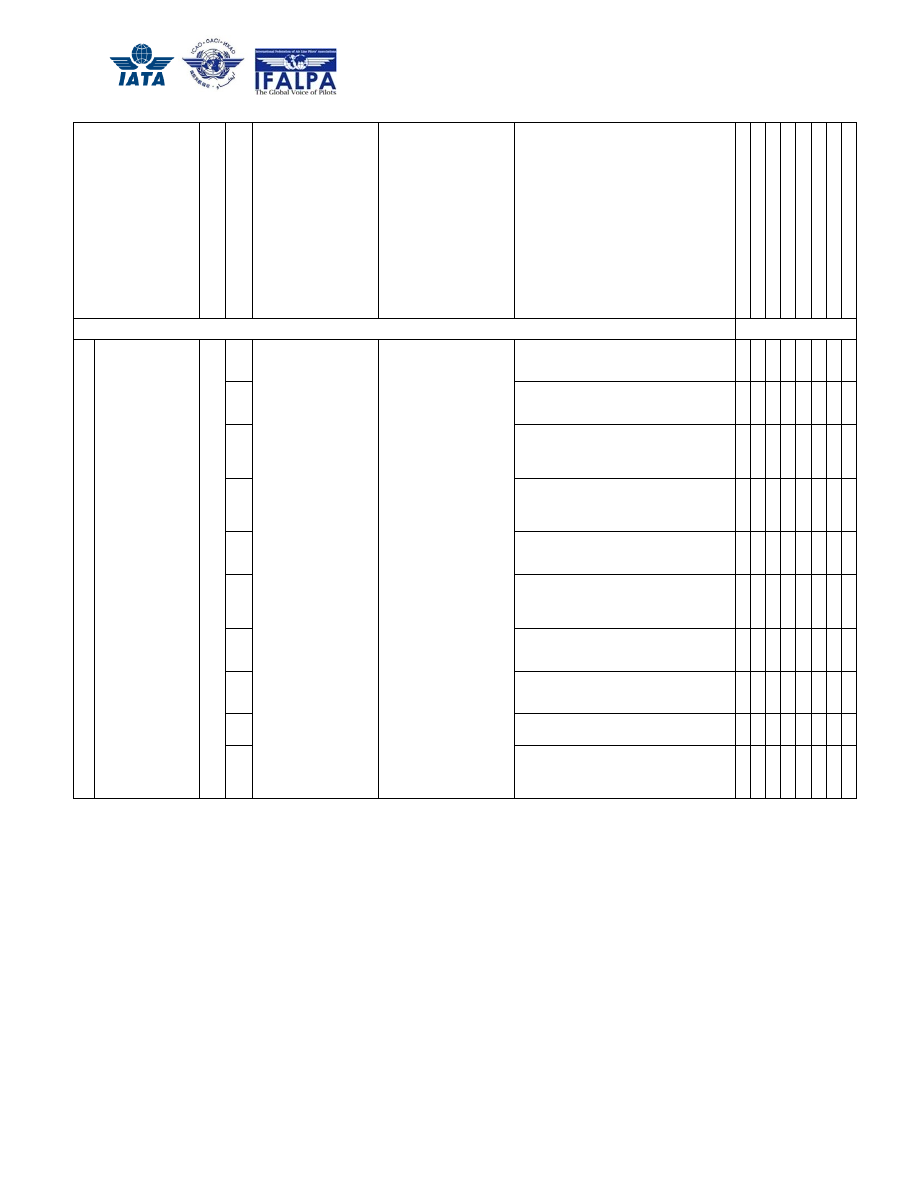 IATA
ICAO · OACI · ИКАО
International Federation of Air Line Pilots' Associations
IFALPA
The Global Voice of Pilots